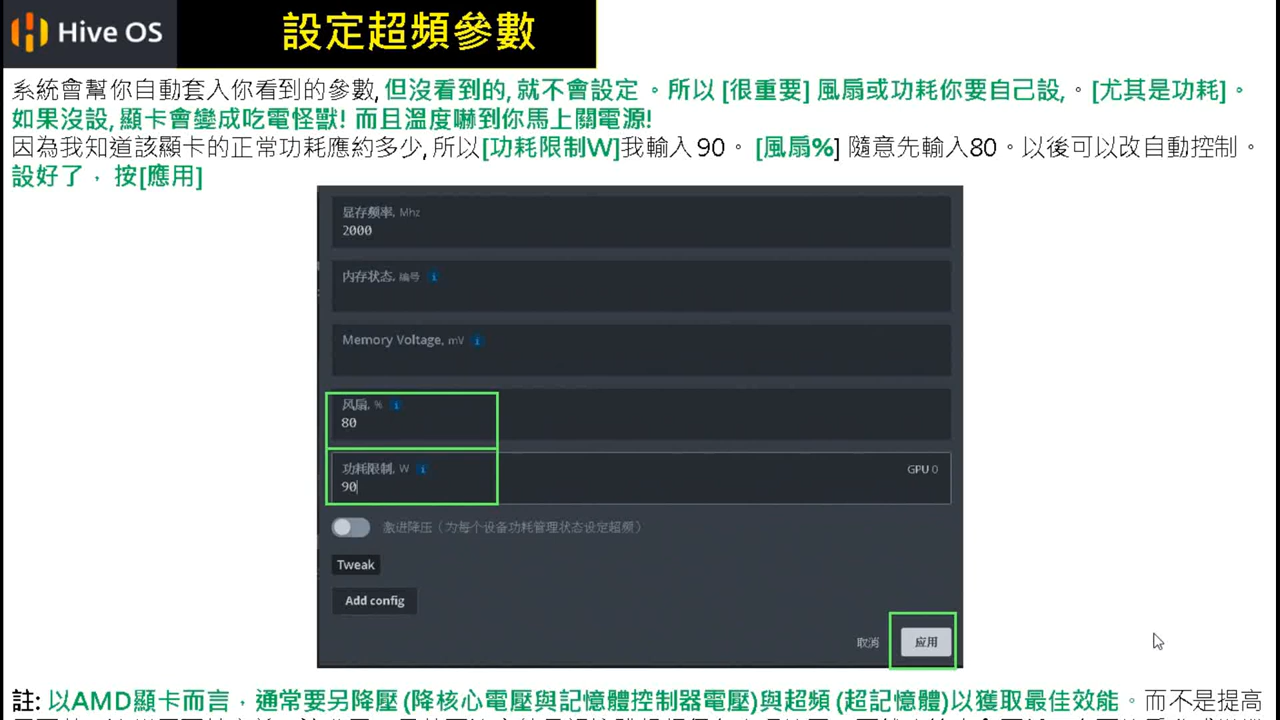 Hive OS
設定超頻參數
系統會幫你自動套入你看到的參數, 但沒看到的, 就不會設定 。所以 [很重要] 風扇或功耗你要自己設, 。 [尤其是功耗] 。
如果沒設, 顯卡會變成吃電怪獸! 而且溫度嚇到你馬上關電源!
因為我知道該顯卡的正常功耗應約多少, 所以 [功耗限制W]我輸入 90 。 [風扇%] 隨意先輸入80 。以後可以改自動控制 。
設好了 , 按[應用]
显存频率, Mhz
2000
内存状态, 编号 i
Memory Voltage, mV i
风扇, % i
80
功耗限制, W i
GPU 0
90
激进降压（为每个设备功耗管理状态设定超频）
Tweak
Add config
取消
应用
註: 以AMD顯卡而言 , 通常要另降壓 (降核心電壓與記憶體控制器電壓)與超頻 (超記憶體)以獲取最佳效能 。而不是提高